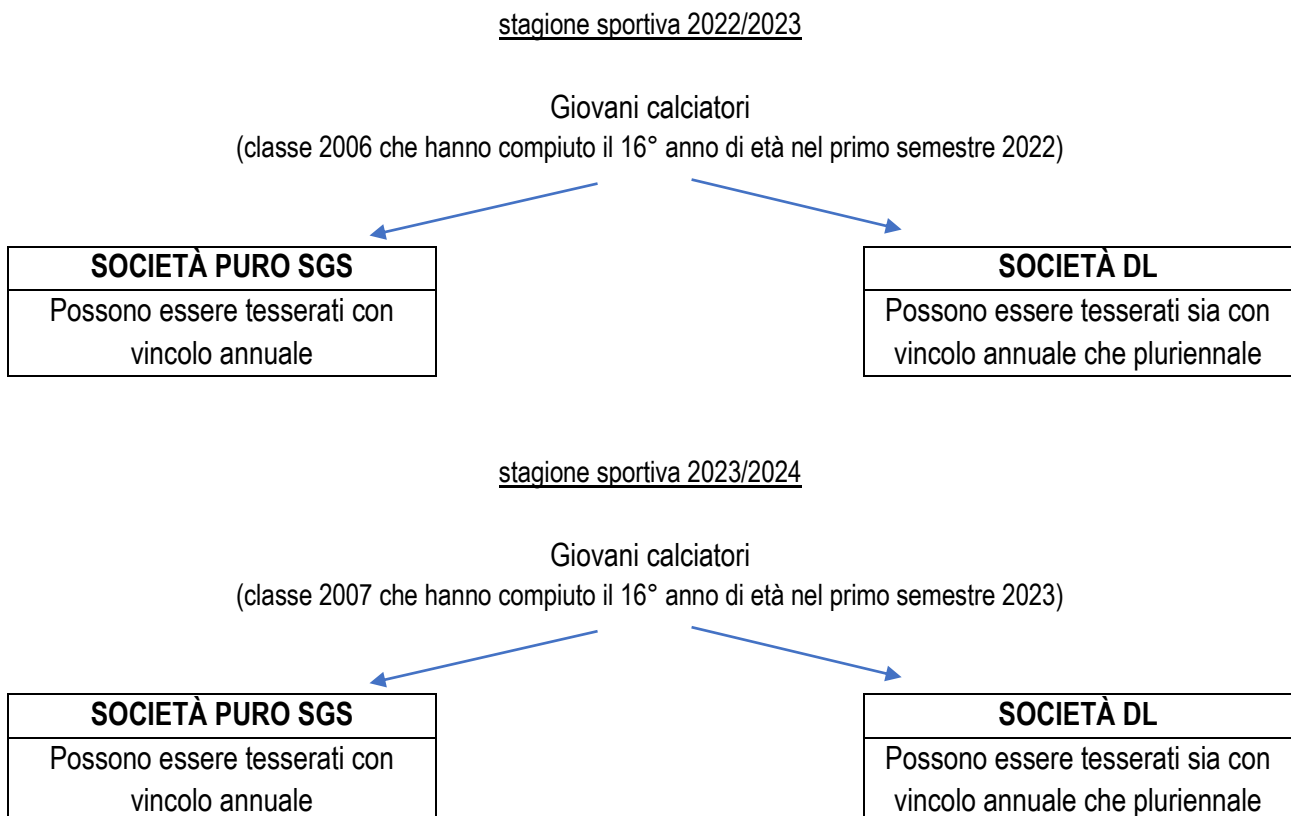 stagione sportiva 2022/2023
Giovani calciatori
(classe 2006 che hanno compiuto il 16° anno di età nel primo semestre 2022)
SOCIETÀ PURO SGS
Possono essere tesserati con
vincolo annuale
SOCIETÀ DL
Possono essere tesserati sia con
vincolo annuale che pluriennale
stagione sportiva 2023/2024
Giovani calciatori
(classe 2007 che hanno compiuto il 16° anno di età nel primo semestre 2023)
SOCIETÀ PURO SGS
Possono essere tesserati con
vincolo annuale
SOCIETÀ DL
Possono essere tesserati sia con
vincolo annuale che pluriennale